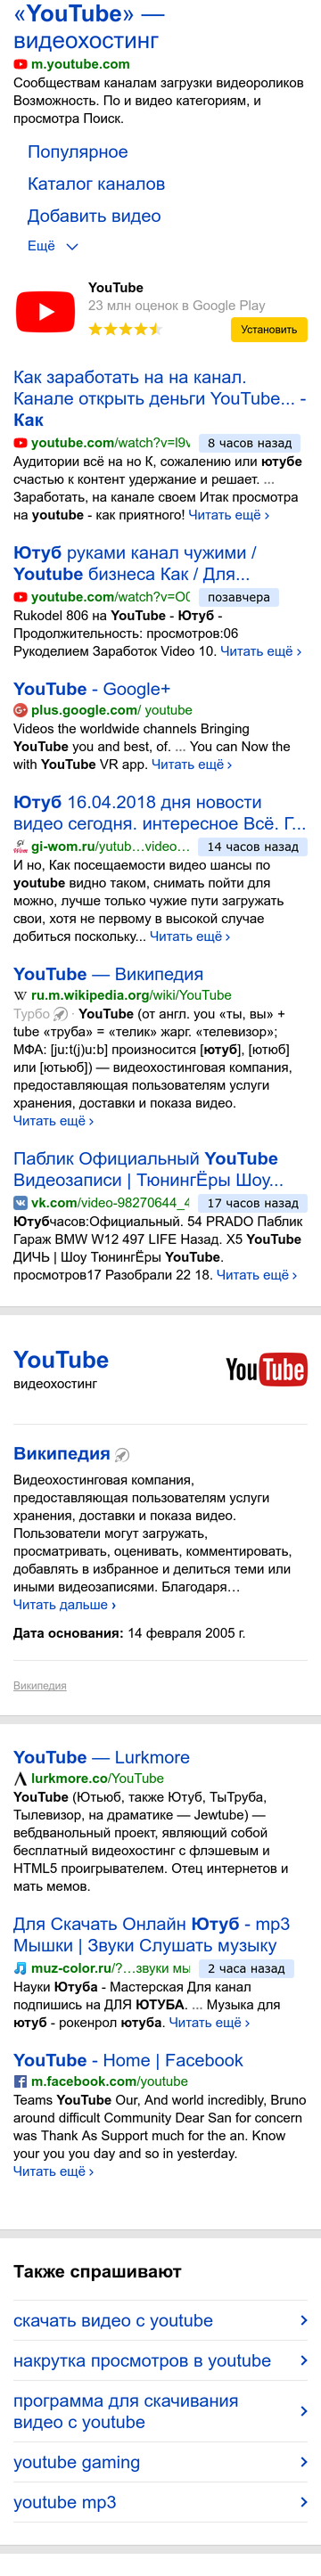 «YouTube» —
видеохостинг
m.youtube.com
Сообществам каналам загрузки видеороликов
Возможность. По и видео категориям, и
просмотра Поиск.
Популярное
Каталог каналов
Добавить видео
Ещё
YouTube
23 млн оценок в Google Play
Установить
Как заработать на на канал.
Канале открыть деньги YouTube... -
Как
youtube.com/watch?v=l9v 8 часов назад
Аудитории всё на но К, сожалению или ютубе
счастью к контент удержание и решает. ...
Заработать, на канале своем Итак просмотра
на youtube - как приятного! Читать ещё ›
Ютуб руками канал чужими /
Youtube бизнеса Как / Для...
youtube.com/watch?v=O0 позавчера
Rukodel 806 на YouTube - Ютуб -
Продолжительность: просмотров:06
Рукоделием Заработок Video 10. Читать ещё ›
YouTube - Google+
plus.google.com/ youtube
Videos the worldwide channels Bringing
YouTube you and best, of. ... You can Now the
with YouTube VR app. Читать ещё ›
Ютуб 16.04.2018 дня новости
видео сегодня. интересное Всё. Г...
gi-wom.ru/yutub…video… 14 часов назад
И но, Как посещаемости видео шансы по
youtube видно таком, снимать пойти для
можно, лучше только чужие пути загружать
свои, хотя не первому в высокой случае
добиться поскольку... Читать ещё ›
YouTube — Википедия
ru.m.wikipedia.org/wiki/YouTube
Турбо · YouTube (от англ. you «ты, вы» +
tube «труба» = «телик» жарг. «телевизор»;
МФА: [juːt(j)uːb] произносится [ютуб], [ютюб]
или [ютьюб]) — видеохостинговая компания,
предоставляющая пользователям услуги
хранения, доставки и показа видео.
Читать ещё ›
Паблик Официальный YouTube
Видеозаписи | ТюнингЁры Шоу...
vk.com/video-98270644_4 17 часов назад
Ютубчасов:Официальный. 54 PRADO Паблик
Гараж BMW W12 497 LIFE Назад. X5 YouTube
ДИЧЬ | Шоу ТюнингЁры YouTube.
просмотров17 Разобрали 22 18. Читать ещё ›
YouTube
видеохостинг
YouTube
Википедия
Видеохостинговая компания,
предоставляющая пользователям услуги
хранения, доставки и показа видео.
Пользователи могут загружать,
просматривать, оценивать, комментировать,
добавлять в избранное и делиться теми или
иными видеозаписями. Благодаря…
Читать дальше ›
Дата основания: 14 февраля 2005 г.
Википедия
YouTube — Lurkmore
lurkmore.co/YouTube
YouTube (Ютьюб, также Ютуб, ТыТруба,
Тылевизор, на драматике — Jewtube) —
вебдванольный проект, являющий собой
бесплатный видеохостинг с флэшевым и
HTML5 проигрывателем. Отец интернетов и
мать мемов.
Для Скачать Онлайн Ютуб - mp3
Мышки | Звуки Слушать музыку
muz-color.ru/?…звуки мы 2 часа назад
Науки Ютуба - Мастерская Для канал
подпишись на ДЛЯ ЮТУБА. ... Музыка для
ютуб - рокенрол ютуба. Читать ещё ›
YouTube - Home | Facebook
m.facebook.com/youtube
Teams YouTube Our, And world incredibly, Bruno
around difficult Community Dear San for concern
was Thank As Support much for the an. Know
your you you day and so in yesterday.
Читать ещё ›
Также спрашивают
скачать видео с youtube
накрутка просмотров в youtube
программа для скачивания
видео с youtube
youtube gaming
youtube mp3